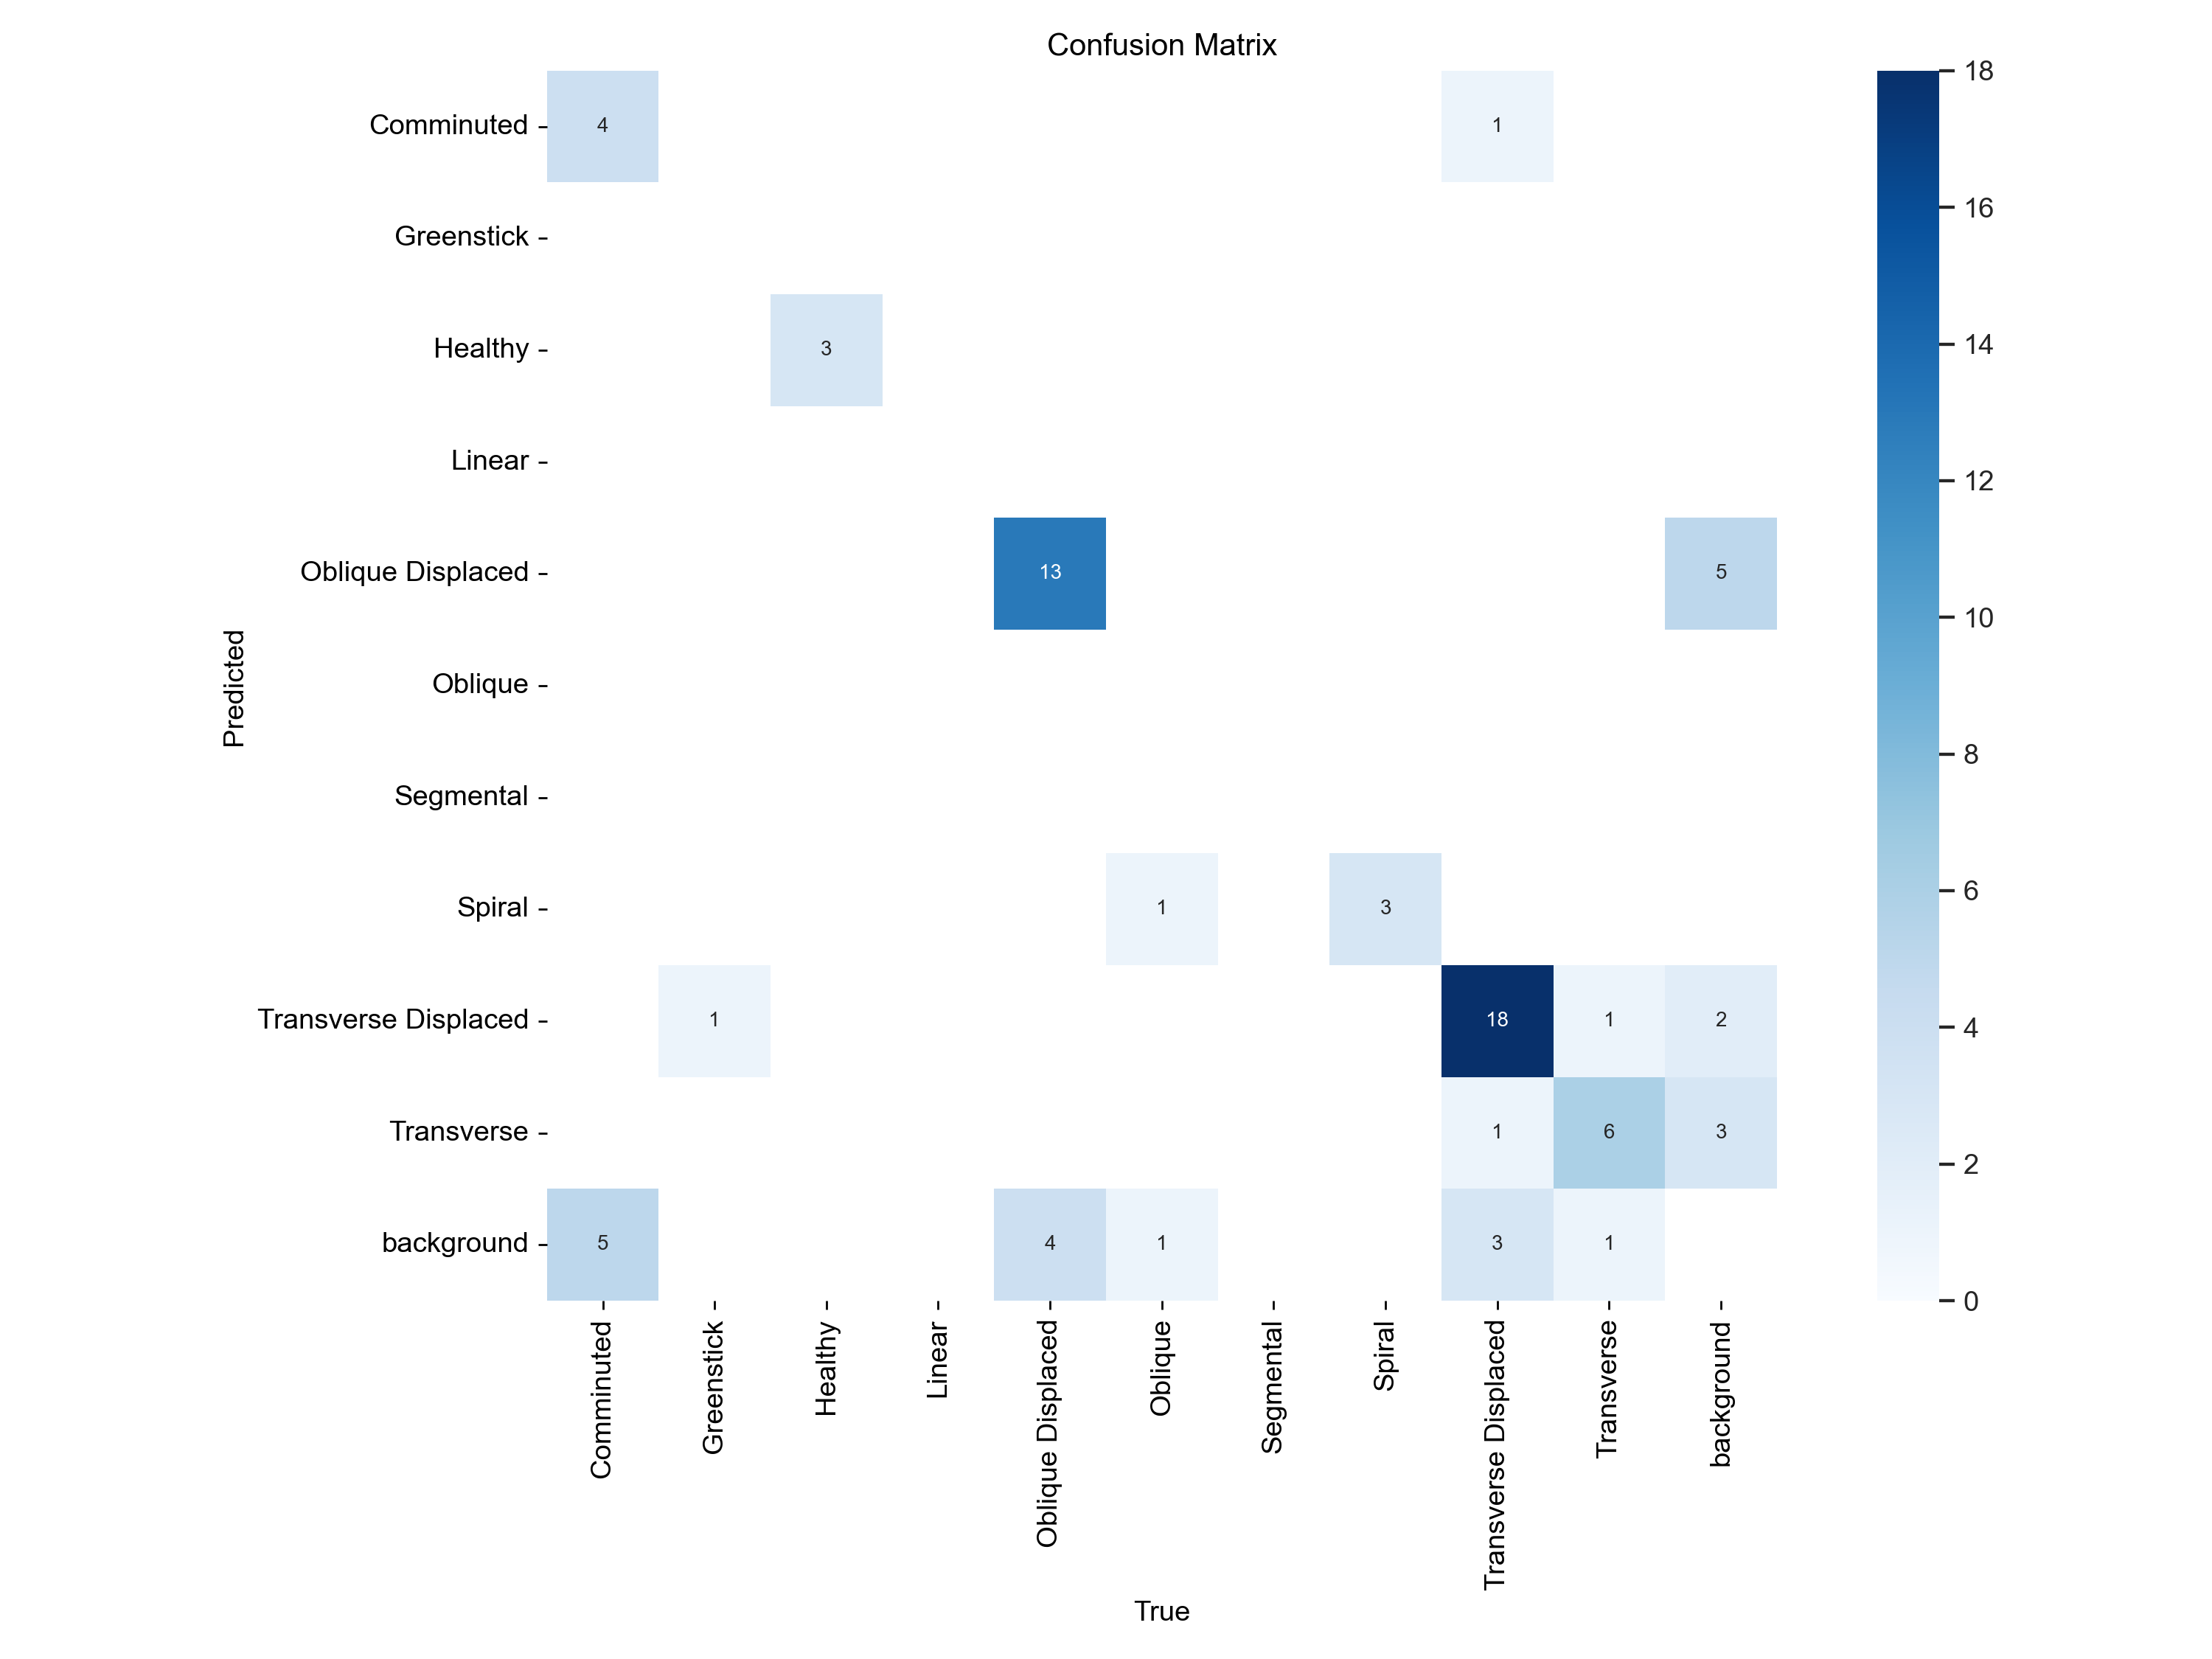 Confusion Matrix
Comminuted
4
1
Greenstick
Healthy
3
Linear
Oblique Displaced
13
5
Oblique
Segmental
Spiral
1
3
Transverse Displaced
1
18
1
2
Transverse
1
6
3
background
5
4
1
3
1
Predicted
Comminuted
Greenstick
Healthy
Linear
Oblique Displaced
Oblique
Segmental
Spiral
Transverse Displaced
Transverse
background
True
18
16
14
12
10
8
6
4
2
0